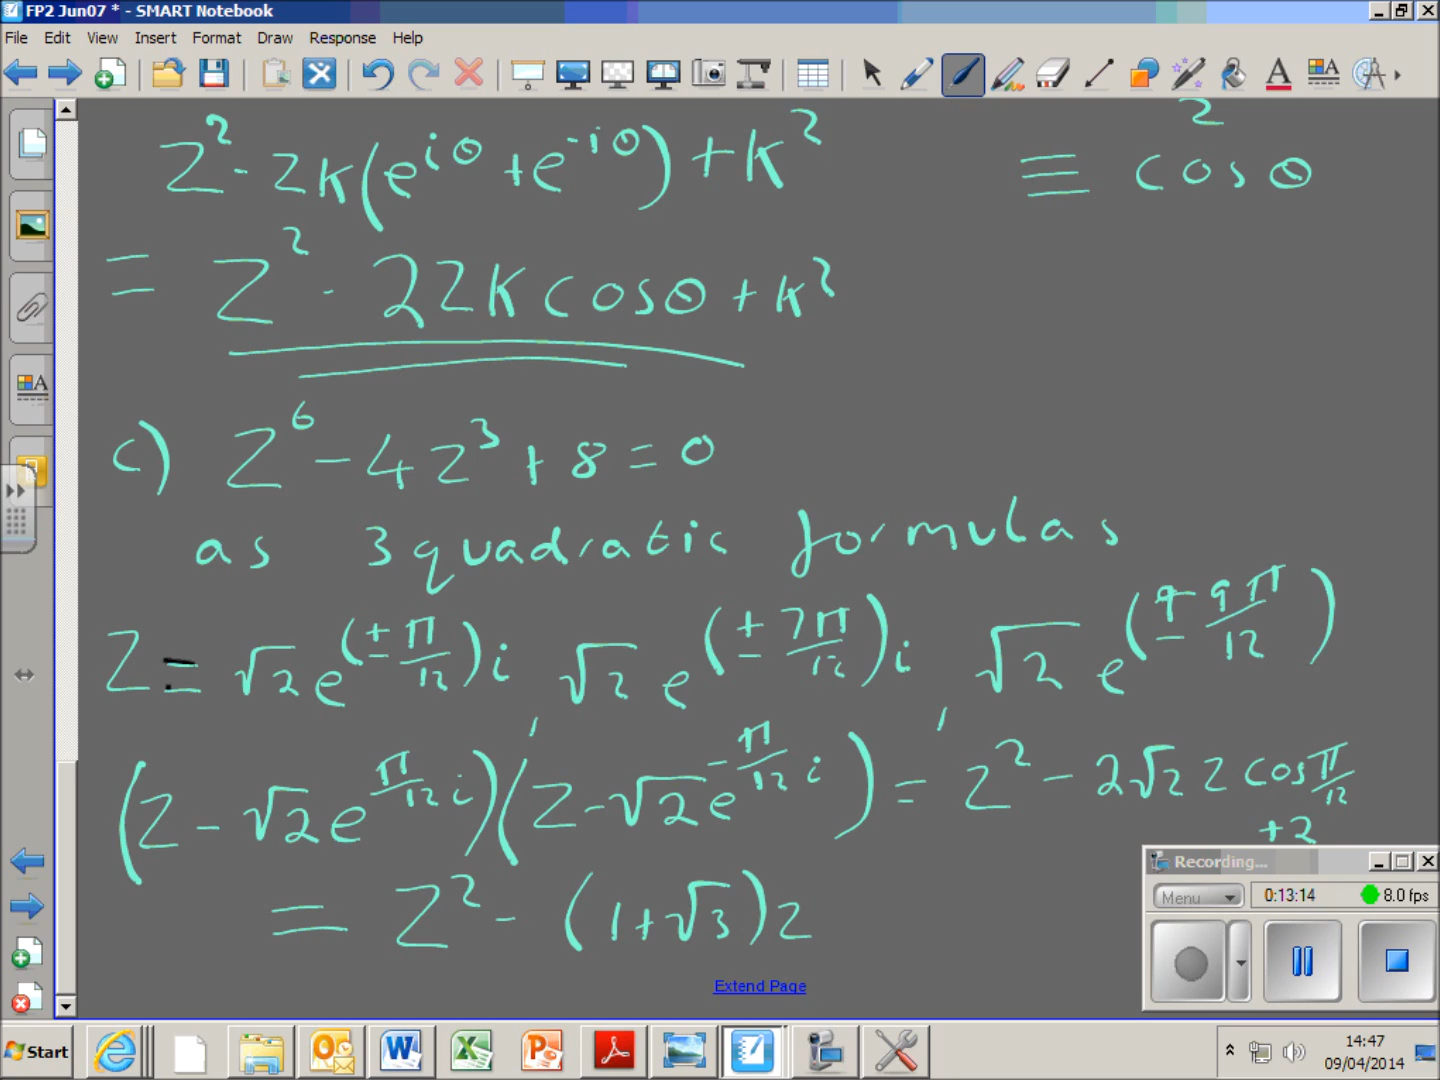 FP2 Jun07 * - SMART Notebook
File Edit View Insert Format Draw Response Help
2
Z² - 2k(e^{iθ} + e^{-iθ}) + k²
≡ cosθ
= Z² - 2Zk cosθ + k²
c) Z⁶ - 4Z³ + 8 = 0
as 3 quadratic formulas
Z = √2 e^{(± π/12)i} , √2 e^{(± 7π/12)i} , √2 e^{(± 9π/12)}
(Z - √2 e^{π/12 i})(Z - √2 e^{-π/12 i}) = Z² - 2√2 Z cos π/12
+2
= Z² - (1+√3)Z
Extend Page
Recording...
Menu 0:13:14 8.0 fps
Start
14:47
09/04/2014